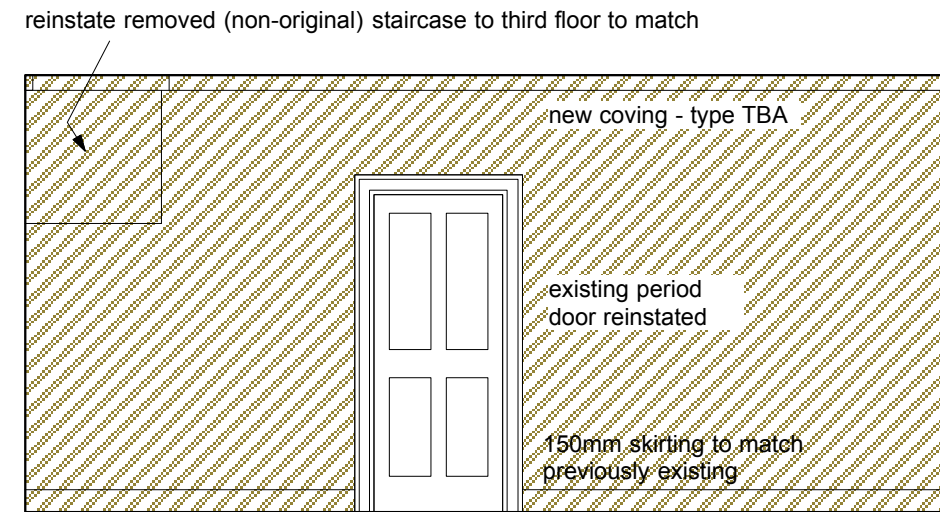 reinstate removed (non-original) staircase to third floor to match
new coving - type TBA
existing period
door reinstated
150mm skirting to match
previously existing